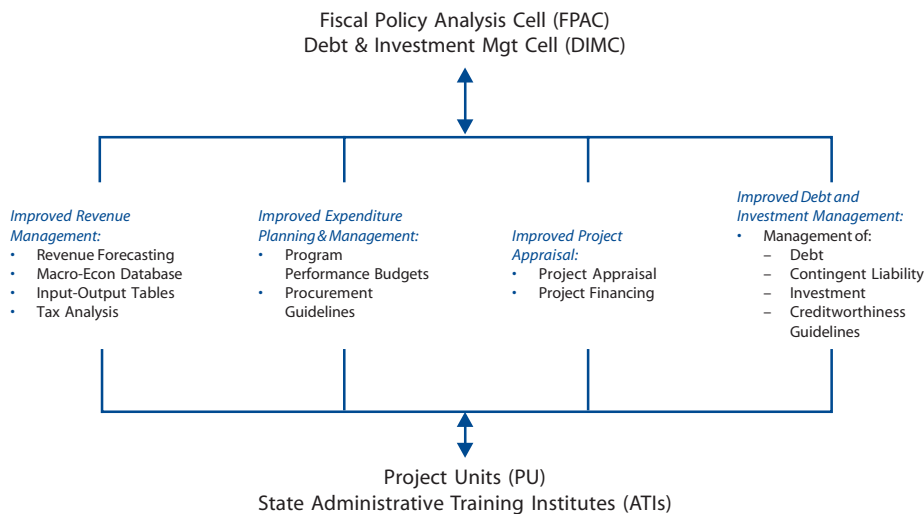 Fiscal Policy Analysis Cell (FPAC)
Debt & Investment Mgt Cell (DIMC)
Improved Revenue
Management:
• Revenue Forecasting
• Macro-Econ Database
• Input-Output Tables
• Tax Analysis
Improved Expenditure
Planning & Management:
• Program
Performance Budgets
• Procurement
Guidelines
Improved Project
Appraisal:
• Project Appraisal
• Project Financing
Improved Debt and
Investment Management:
• Management of:
– Debt
– Contingent Liability
– Investment
– Creditworthiness
Guidelines
Project Units (PU)
State Administrative Training Institutes (ATIs)